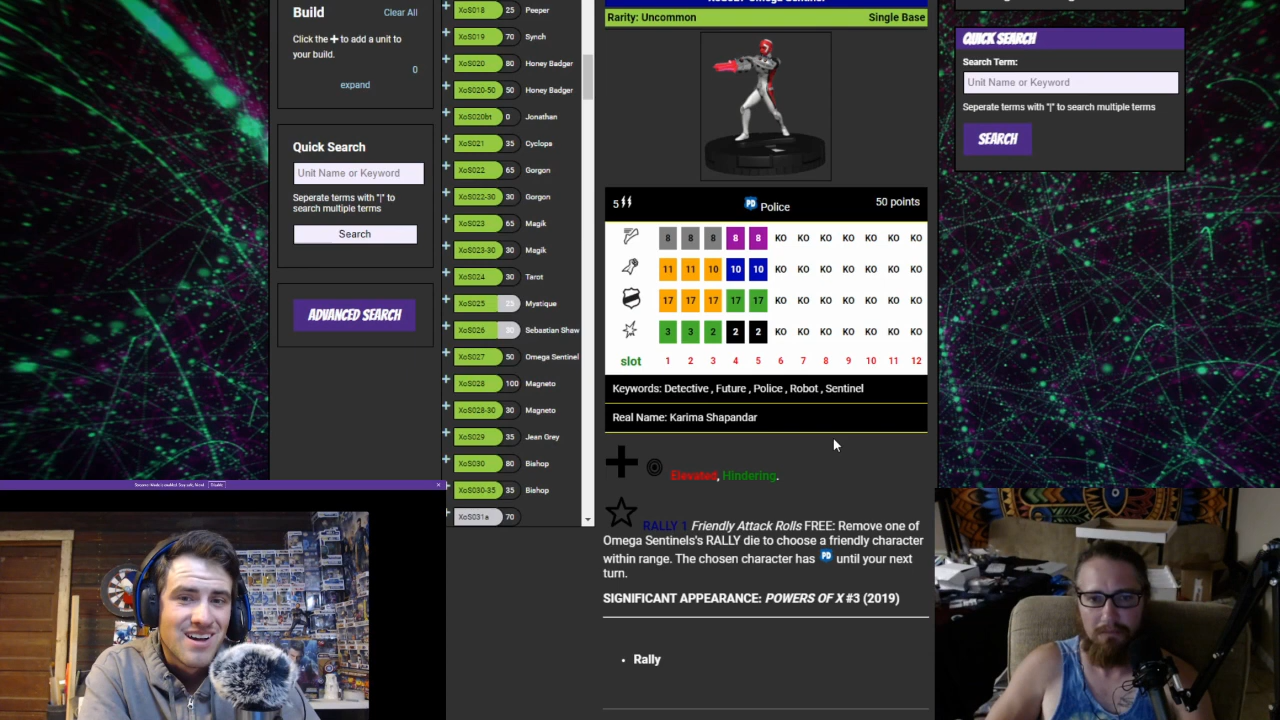 Build
Clear All
Click the + to add a unit to
your build.
0
expand
Quick Search
Unit Name or Keyword
Seperate terms with "|" to
search multiple terms
Search
ADVANCED SEARCH
XoS018 25 Peeper
XoS019 70 Synch
XoS020 80 Honey Badger
XoS020-50 50 Honey Badger
XoS020bt 0 Jonathan
XoS021 35 Cyclops
XoS022 65 Gorgon
XoS022-30 30 Gorgon
XoS023 65 Magik
XoS023-30 30 Magik
XoS024 30 Tarot
XoS025 25 Mystique
XoS026 30 Sebastian Shaw
XoS027 50 Omega Sentinel
XoS028 100 Magneto
XoS028-30 30 Magneto
XoS029 35 Jean Grey
XoS030 80 Bishop
XoS030-35 35 Bishop
XoS031a 70
Omega Sentinel
Rarity: Uncommon
Single Base
5
PD Police
50 points
8 8 8 8 8 KO KO KO KO KO KO KO
11 11 10 10 10 KO KO KO KO KO KO KO
17 17 17 17 17 KO KO KO KO KO KO KO
3 3 2 2 2 KO KO KO KO KO KO KO
slot 1 2 3 4 5 6 7 8 9 10 11 12
Keywords: Detective , Future , Police , Robot , Sentinel
Real Name: Karima Shapandar
Elevated, Hindering.
RALLY 1 Friendly Attack Rolls FREE: Remove one of
Omega Sentinels's RALLY die to choose a friendly character
within range. The chosen character has PD until your next
turn.
SIGNIFICANT APPEARANCE: POWERS OF X #3 (2019)
• Rally
QUICK SEARCH
Search Term:
Unit Name or Keyword
Seperate terms with "|" to search multiple terms
SEARCH